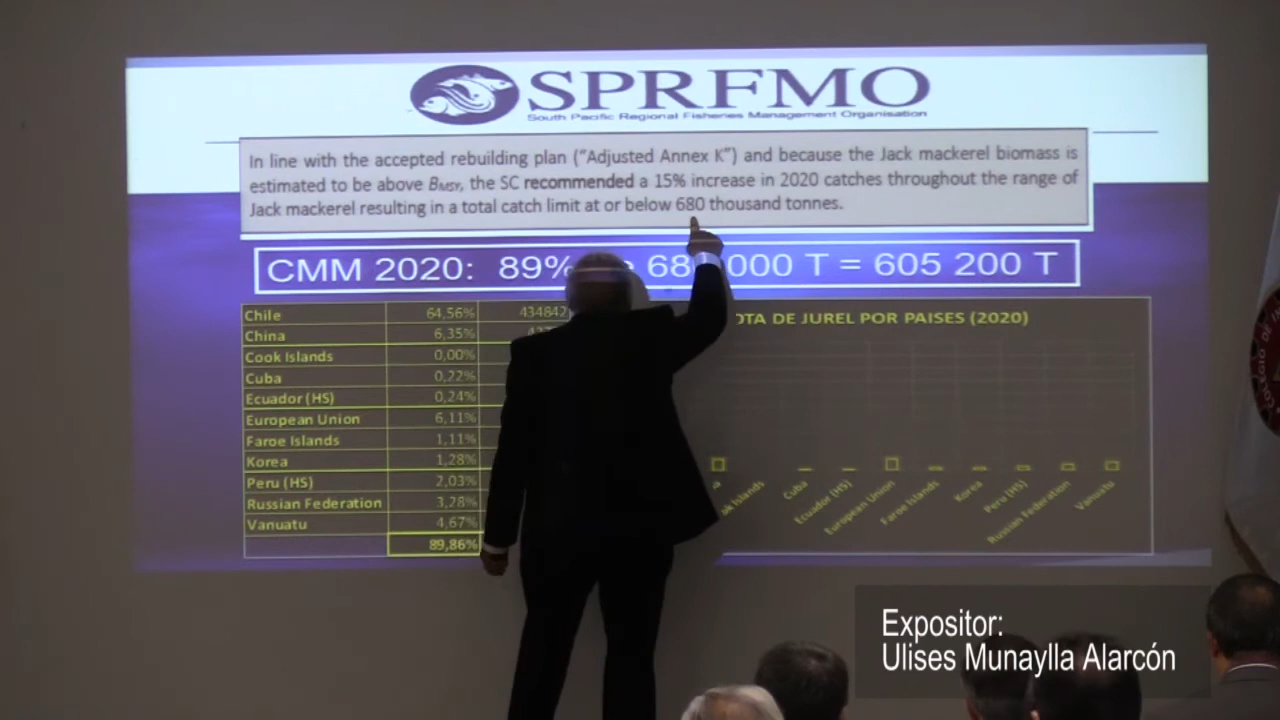 SPRFMO
South Pacific Regional Fisheries Management Organisation
In line with the accepted rebuilding plan ("Adjusted Annex K") and because the Jack mackerel biomass is
estimated to be above BMSY, the SC recommended a 15% increase in 2020 catches throughout the range of
Jack mackerel resulting in a total catch limit at or below 680 thousand tonnes.
CMM 2020: 89% 000 T = 605 200 T
Chile 64,56% 434842
China 6,35%
Cook Islands 0,00%
Cuba 0,22%
Ecuador (HS) 0,24%
European Union 6,11%
Faroe Islands 1,11%
Korea 1,28%
Peru (HS) 2,03%
Russian Federation 3,28%
Vanuatu 4,67%
89,86%
DE JUREL POR PAISES (2020)
Islands
Cuba
Ecuador (HS)
European Union
Faroe Islands
Korea
Peru (HS)
Russian Federation
Vanuatu
Expositor:
Ulises Munaylla Alarcón